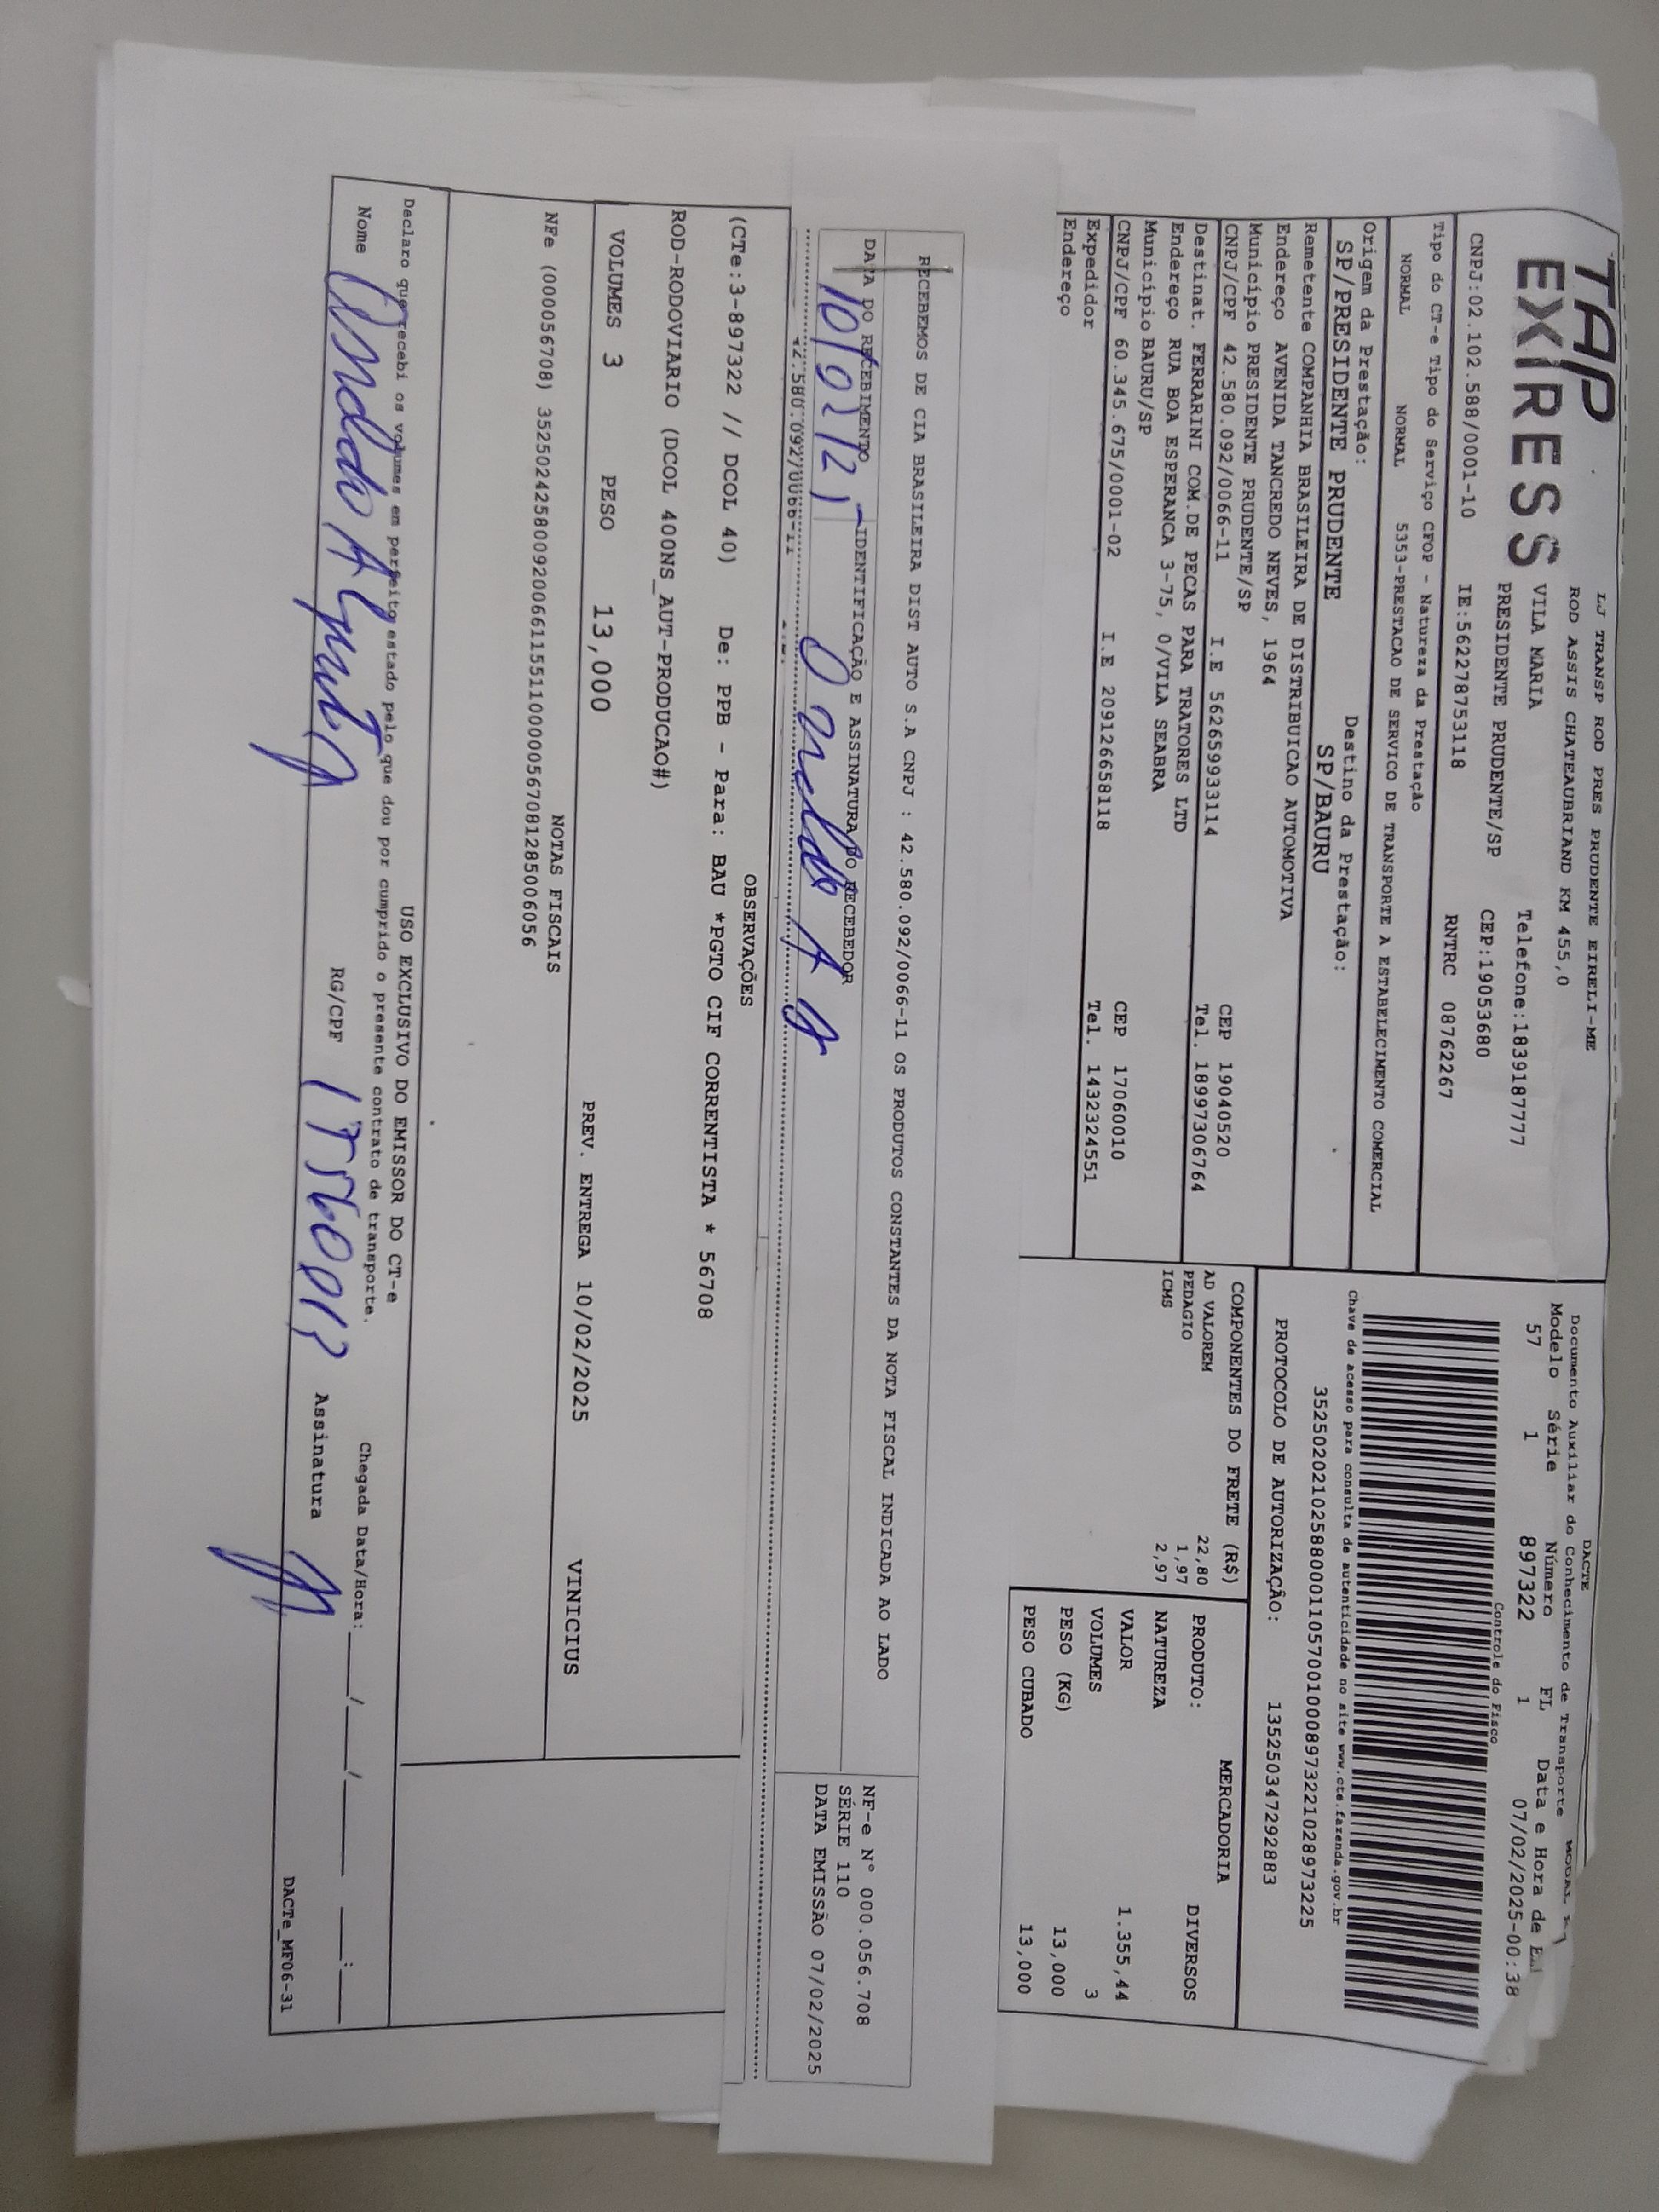 TAP
EXPRESS
LJ TRANSP ROD PRES PRUDENTE EIRELI-ME
ROD ASSIS CHATEAUBRIAND KM 455,0
VILA MARIA Telefone:1839187777
PRESIDENTE PRUDENTE/SP CEP:19053680
CNPJ:02.102.588/0001-10 IE:562278753118 RNTRC 08762267
Tipo do CT-e Tipo do Serviço CFOP - Natureza da Prestação
NORMAL NORMAL 5353-PRESTACAO DE SERVICO DE TRANSPORTE A ESTABELECIMENTO COMERCIAL
Origem da Prestação: Destino da Prestação:
SP/PRESIDENTE PRUDENTE SP/BAURU
Remetente COMPANHIA BRASILEIRA DE DISTRIBUICAO AUTOMOTIVA
Endereço AVENIDA TANCREDO NEVES, 1964
Município PRESIDENTE PRUDENTE/SP CEP 19040520
CNPJ/CPF 42.580.092/0066-11 I.E 562659933114 Tel. 18997306764
Destinat. FERRARINI COM.DE PECAS PARA TRATORES LTD
Endereço RUA BOA ESPERANCA 3-75, 0/VILA SEABRA
Município BAURU/SP CEP 17060010
CNPJ/CPF 60.345.675/0001-02 I.E 209126658118 Tel. 1432324551
Expedidor
Endereço
DACTE
Documento Auxiliar do Conhecimento de Transporte MODAL
Modelo Série Número FL Data e Hora de
57 1 897322 1 07/02/2025-00:38
Controle do Fisco
Chave de acesso para consulta de autenticidade no site www.cte.fazenda.gov.br
35250202102588000110570010008973221028973225
PROTOCOLO DE AUTORIZAÇÃO: 135250347292883
COMPONENTES DO FRETE (R$)
AD VALOREM 22,80
PEDAGIO 1,97
ICMS 2,97
MERCADORIA
PRODUTO: DIVERSOS
NATUREZA
VALOR 1.355,44
VOLUMES 3
PESO (KG) 13,000
PESO CUBADO 13,000
RECEBEMOS DE CIA BRASILEIRA DIST AUTO S.A CNPJ : 42.580.092/0066-11 OS PRODUTOS CONSTANTES DA NOTA FISCAL INDICADA AO LADO
DATA DO RECEBIMENTO IDENTIFICAÇÃO E ASSINATURA DO RECEBEDOR
NF-e N° 000.056.708
SÉRIE 110
DATA EMISSÃO 07/02/2025
OBSERVAÇÕES
(CTe:3-897322 // DCOL 40) De: PPB - Para: BAU *PGTO CIF CORRENTISTA * 56708
ROD-RODOVIARIO (DCOL 400NS_AUT-PRODUCAO#)
VOLUMES 3 PESO 13,000 PREV. ENTREGA 10/02/2025 VINICIUS
NOTAS FISCAIS
NFe (000056708) 35250242580092006611551100000567081285006056
USO EXCLUSIVO DO EMISSOR DO CT-e
Declaro que recebi os volumes em perfeito estado pelo que dou por cumprido o presente contrato de transporte.
Chegada Data/Hora:___/___/_____ ___:___
Nome RG/CPF Assinatura
DACTe_MF06-31